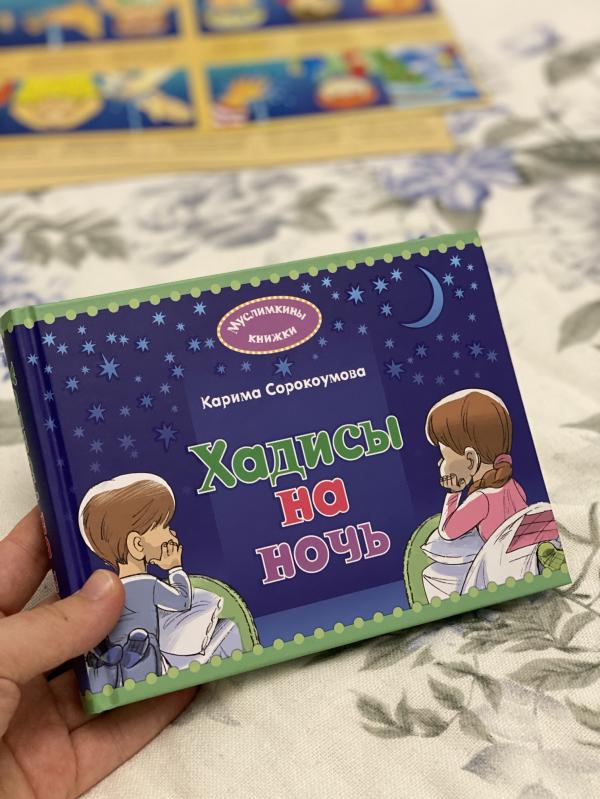 Муслимкины
книжки
Карима Сорокоумова
Хадисы
на
ночь